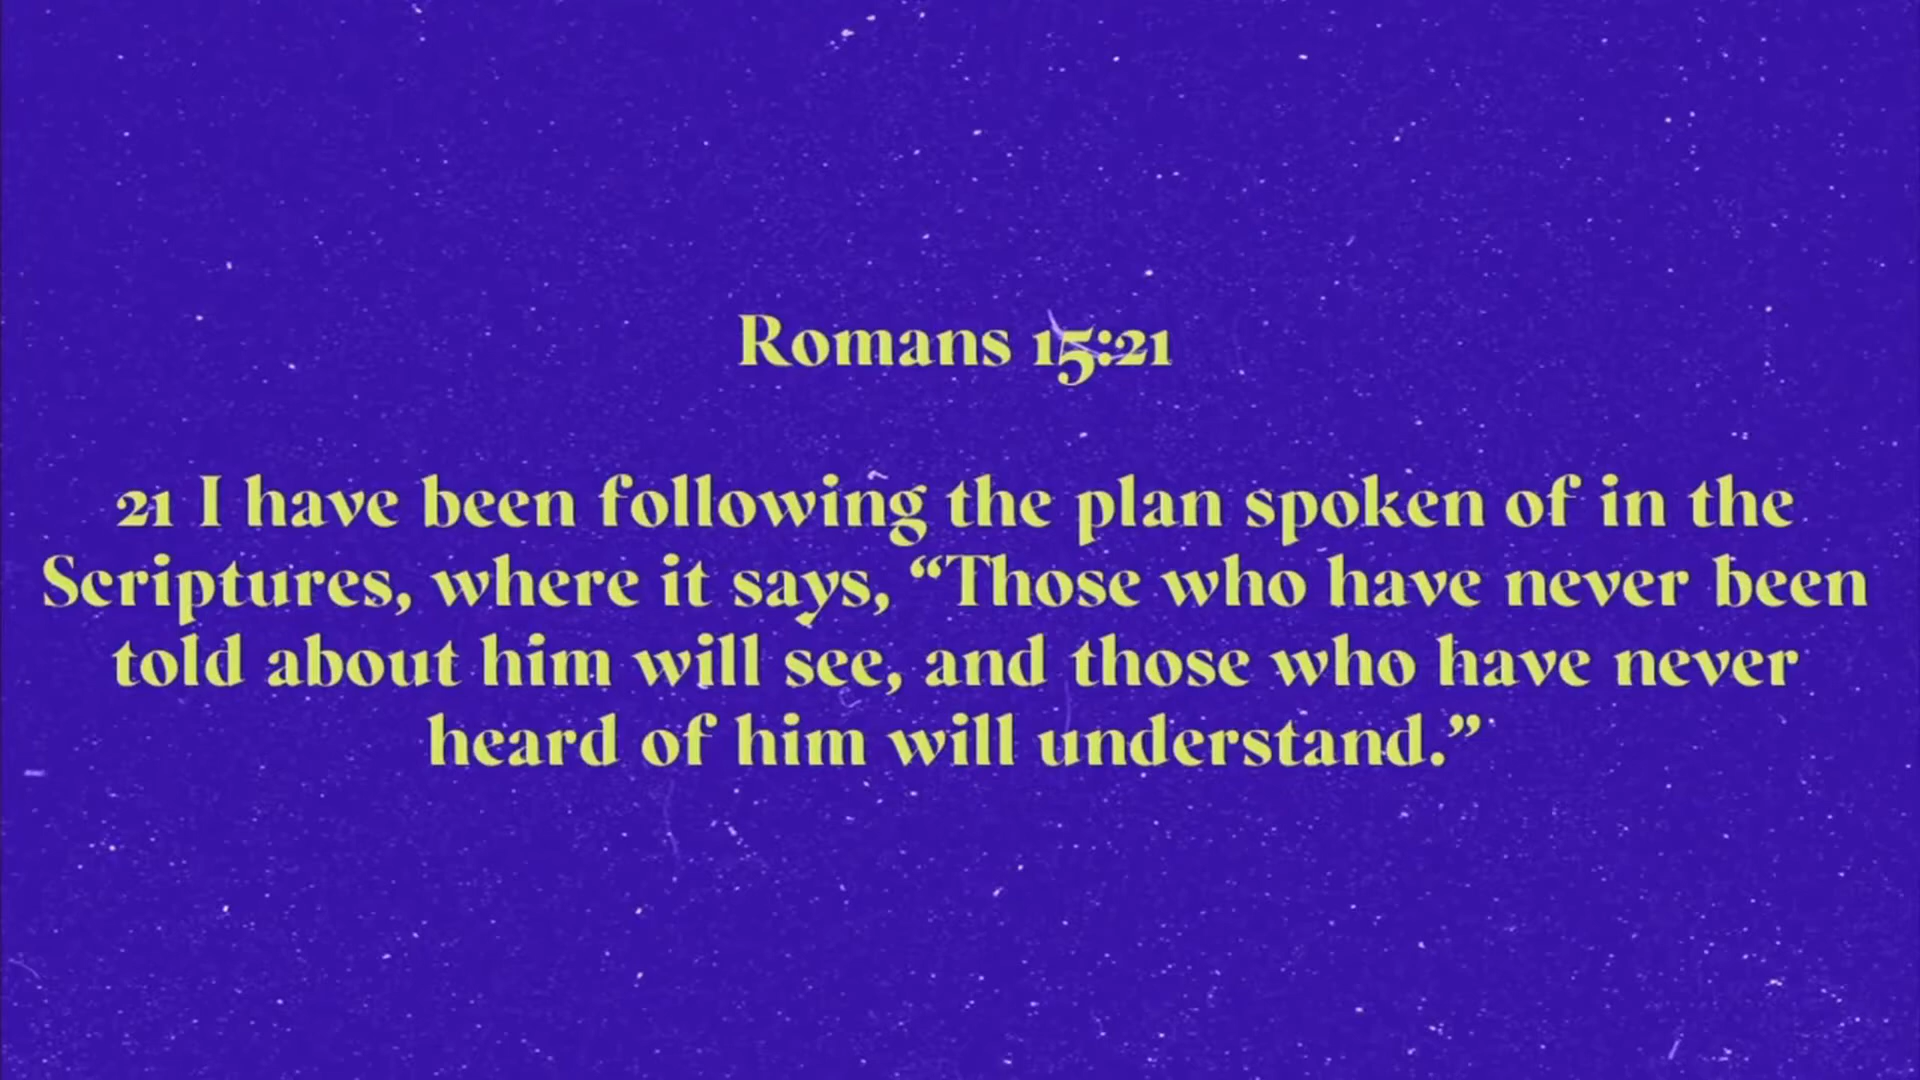 Romans 15:21
21 I have been following the plan spoken of in the
Scriptures, where it says, “Those who have never been
told about him will see, and those who have never
heard of him will understand.”